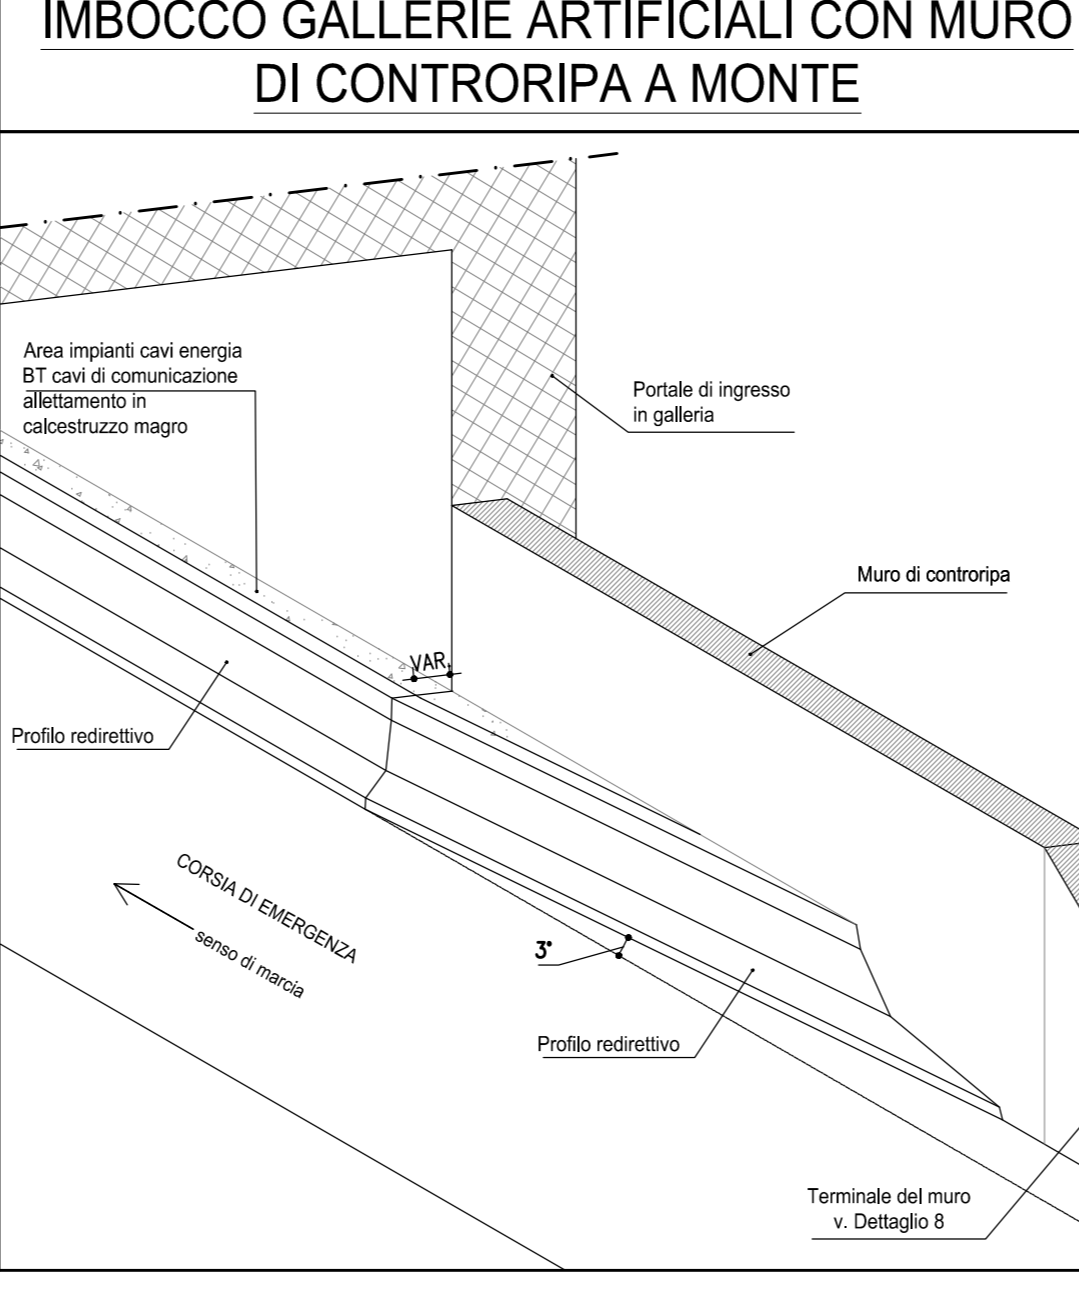 IMBOCCO GALLERIE ARTIFICIALI CON MURO
DI CONTRORIPA A MONTE
Area impianti cavi energia
BT cavi di comunicazione
allettamento in
calcestruzzo magro
Portale di ingresso
in galleria
Muro di controripa
VAR.
Profilo redirettivo
CORSIA DI EMERGENZA
senso di marcia
3°
Profilo redirettivo
Terminale del muro
v. Dettaglio 8